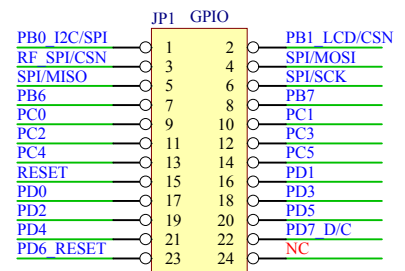 JP1 GPIO
PB0_I2C/SPI 1 2 PB1_LCD/CSN
RF_SPI/CSN 3 4 SPI/MOSI
SPI/MISO 5 6 SPI/SCK
PB6 7 8 PB7
PC0 9 10 PC1
PC2 11 12 PC3
PC4 13 14 PC5
RESET 15 16 PD1
PD0 17 18 PD3
PD2 19 20 PD5
PD4 21 22 PD7_D/C
PD6_RESET 23 24 NC